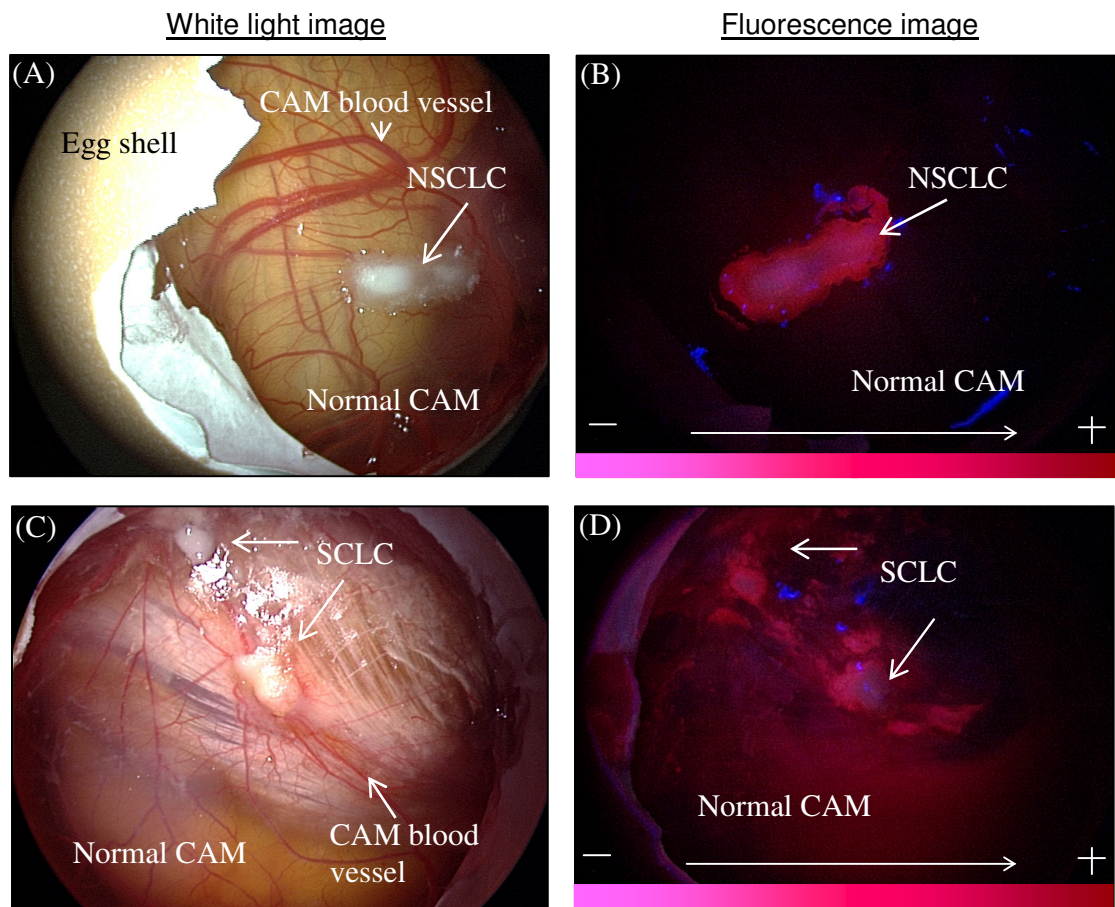 White light image
Fluorescence image
(A)
CAM blood vessel
Egg shell
NSCLC
Normal CAM
(B)
NSCLC
Normal CAM
− +
(C)
SCLC
Normal CAM
CAM blood
vessel
(D)
SCLC
Normal CAM
− +